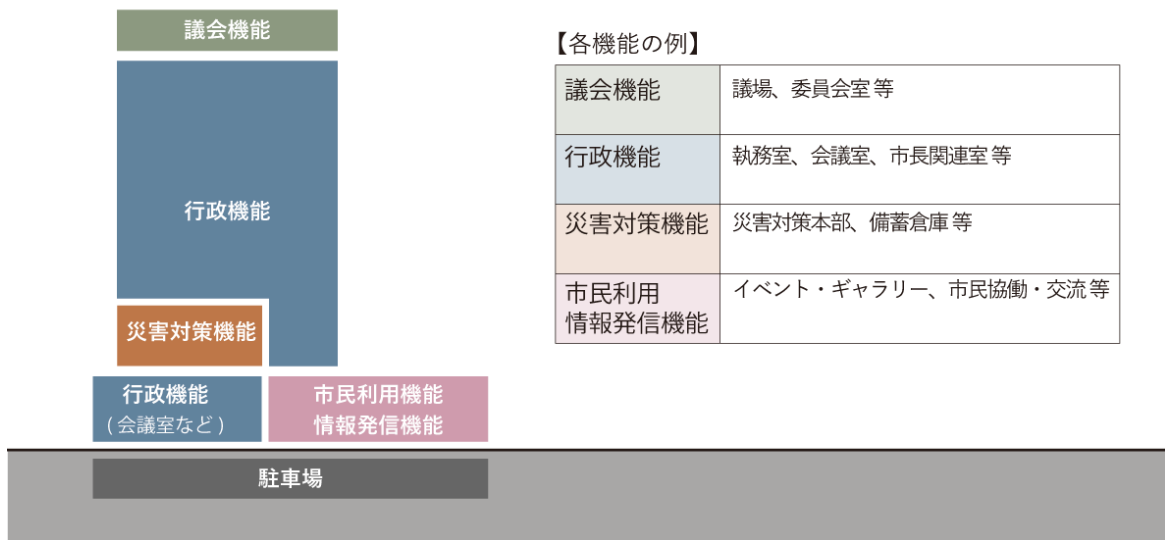 議会機能
行政機能
災害対策機能
行政機能
(会議室など)
市民利用機能
情報発信機能
駐車場
【各機能の例】
議会機能
議場、委員会室 等
行政機能
執務室、会議室、市長関連室 等
災害対策機能
災害対策本部、備蓄倉庫 等
市民利用
情報発信機能
イベント・ギャラリー、市民協働・交流 等